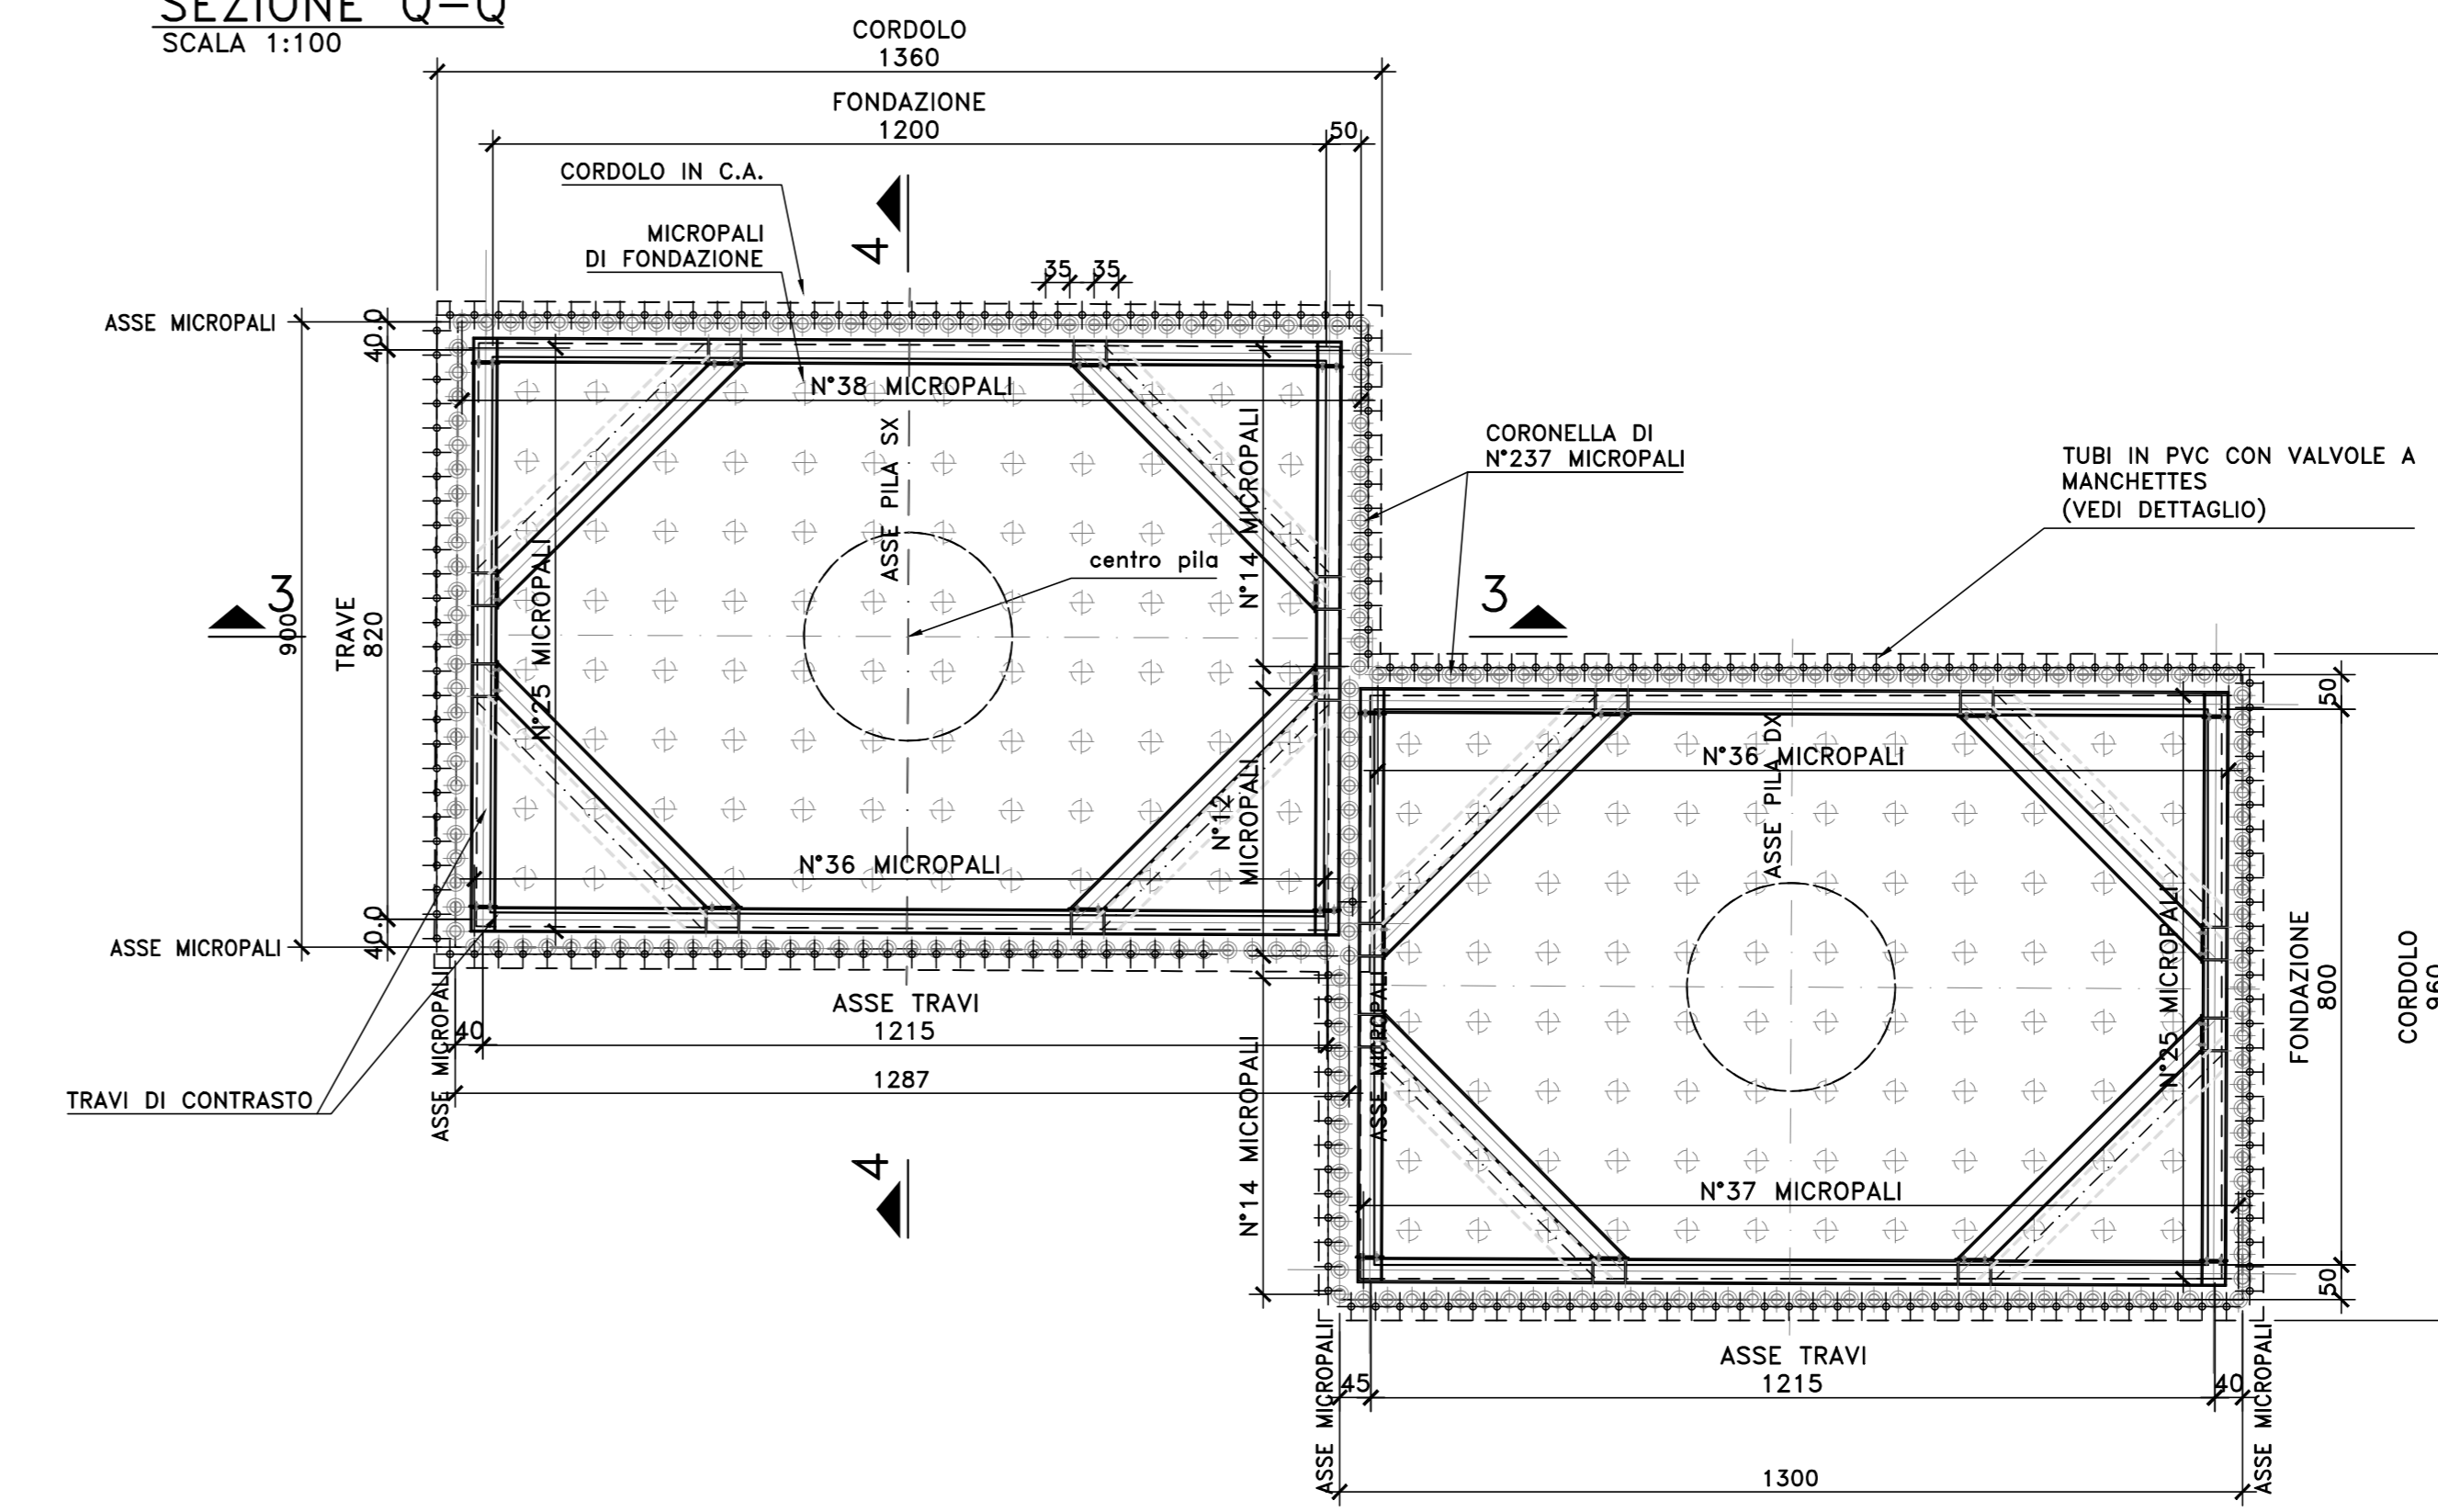 SEZIONE Q-Q
SCALA 1:100
CORDOLO
1360
FONDAZIONE
1200
50
CORDOLO IN C.A.
MICROPALI
DI FONDAZIONE
4
35
35
ASSE MICROPALI
40.0
N°38 MICROPALI
ASSE PILA SX
N°14 MICROPALI
CORONELLA DI
N°237 MICROPALI
TUBI IN PVC CON VALVOLE A
MANCHETTES
(VEDI DETTAGLIO)
centro pila
3
900
TRAVE
820
N°25 MICROPALI
3
50
N°36 MICROPALI
ASSE PILA DX
N°12
MICROPALI
N°36 MICROPALI
40.0
ASSE MICROPALI
N°25 MICROPALI
FONDAZIONE
800
CORDOLO
960
ASSE TRAVI
1215
40
ASSE MICROPALI
ASSE MICROPALI
1287
TRAVI DI CONTRASTO
N°14 MICROPALI
4
N°37 MICROPALI
50
ASSE TRAVI
45
1215
40
ASSE MICROPALI
ASSE MICROPALI
1300